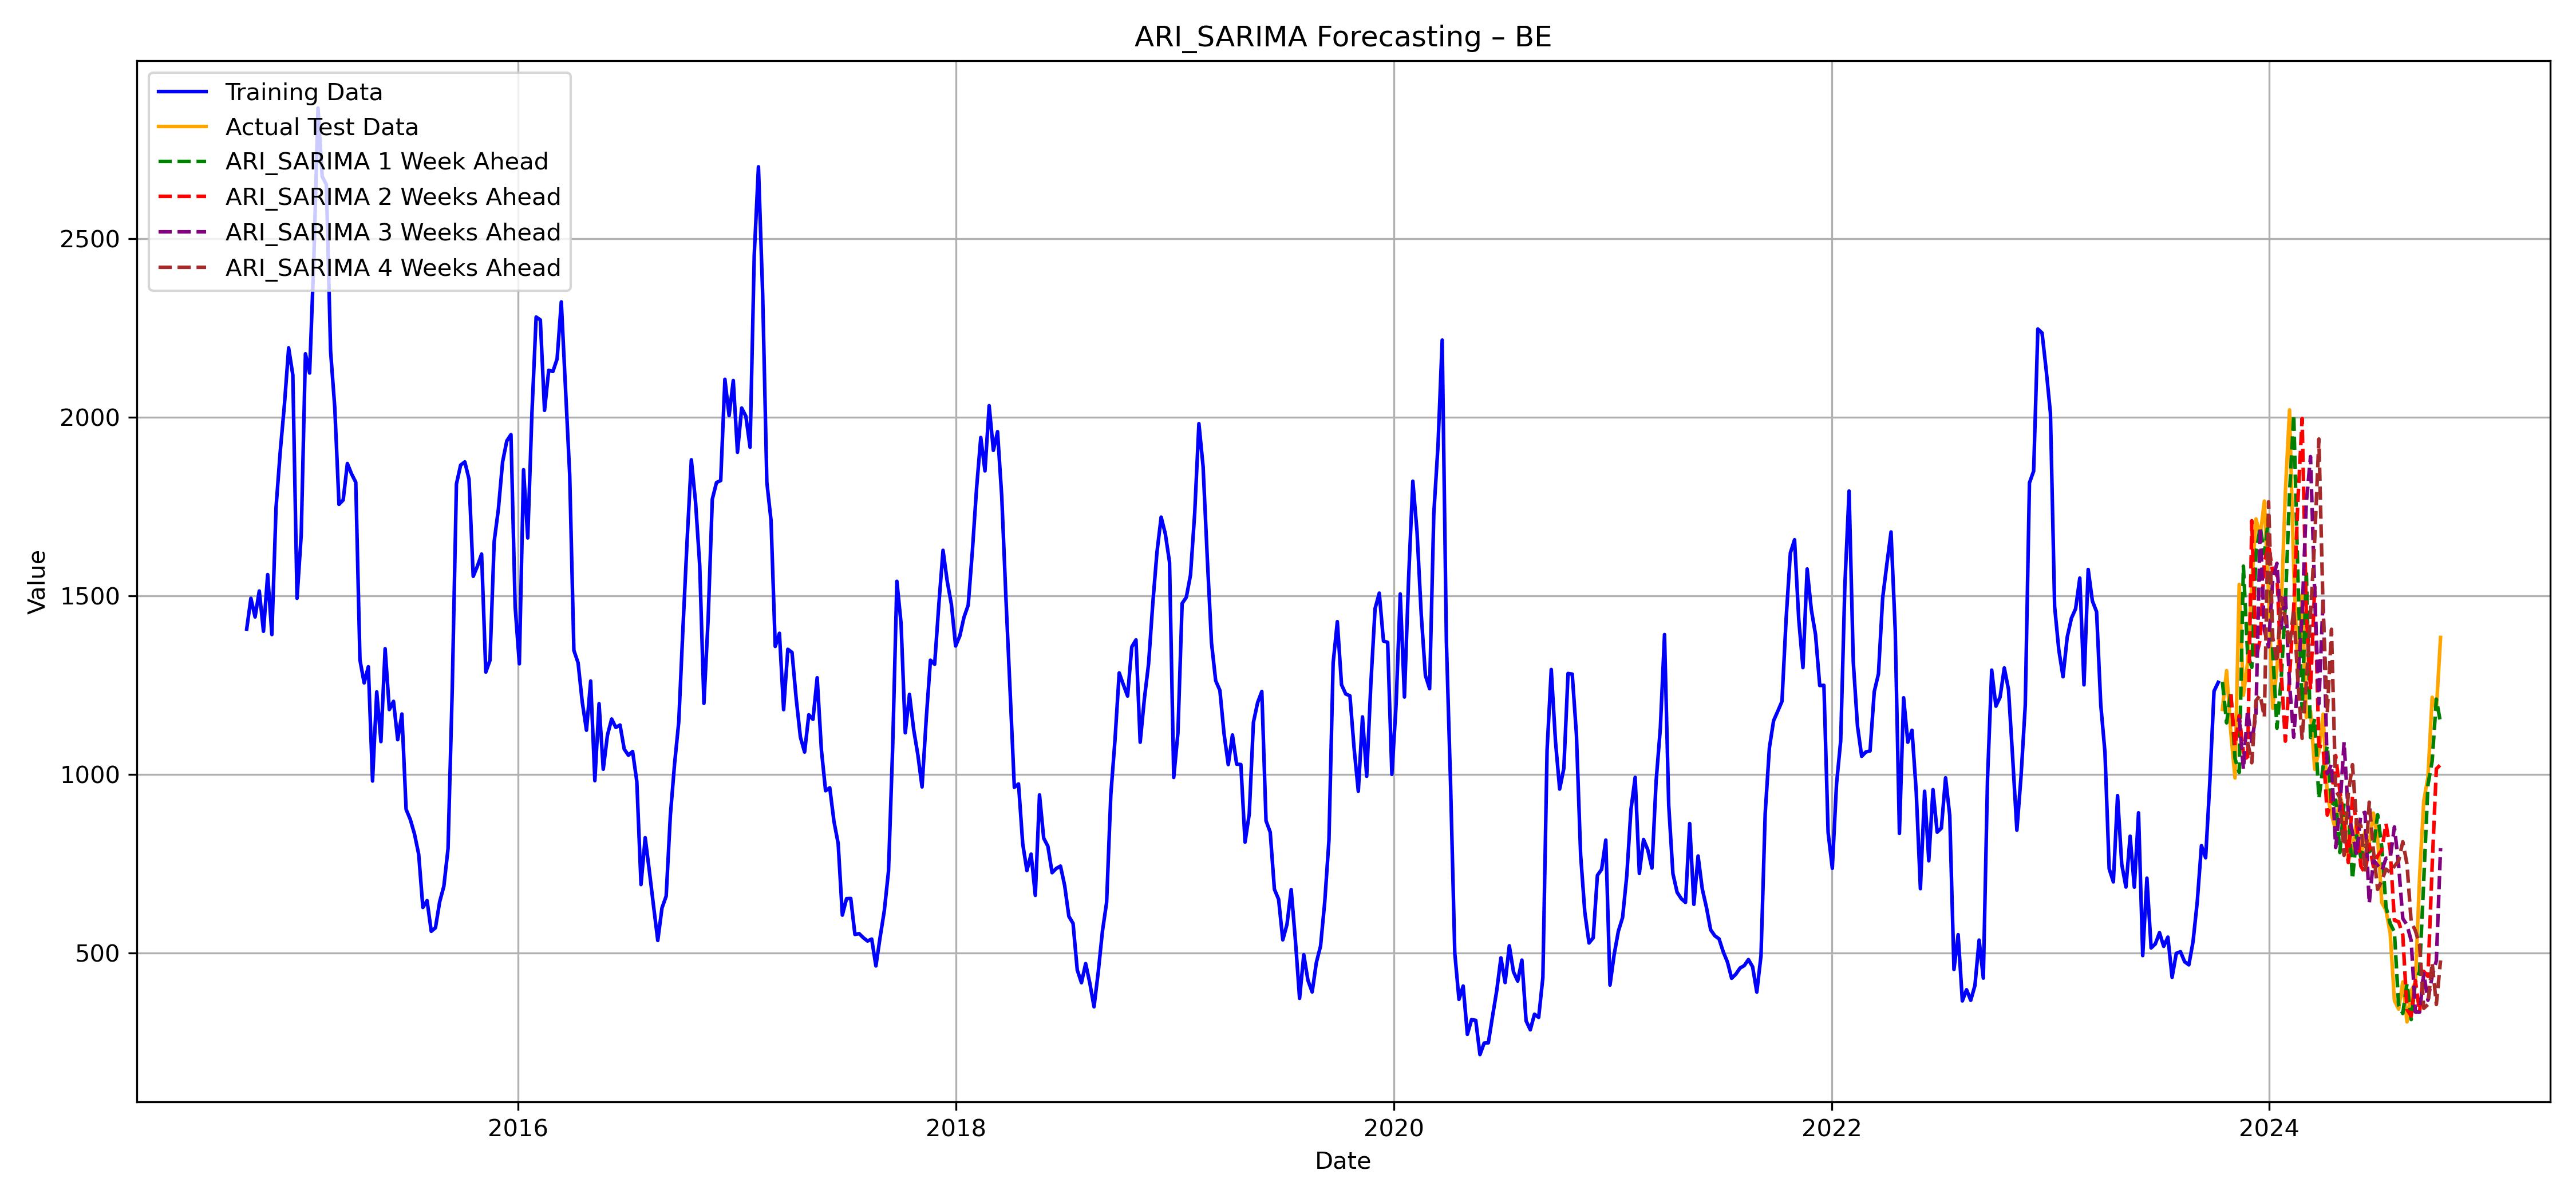 ARI_SARIMA Forecasting – BE
Training Data
Actual Test Data
ARI_SARIMA 1 Week Ahead
ARI_SARIMA 2 Weeks Ahead
ARI_SARIMA 3 Weeks Ahead
ARI_SARIMA 4 Weeks Ahead
Value
2500
2000
1500
1000
500
2016
2018
2020
2022
2024
Date